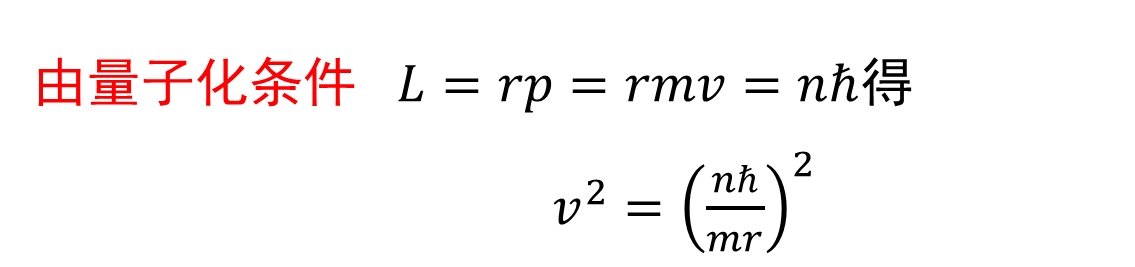 由量子化条件 L = rp = rmv = nℏ得
v² = (nℏ/mr)²